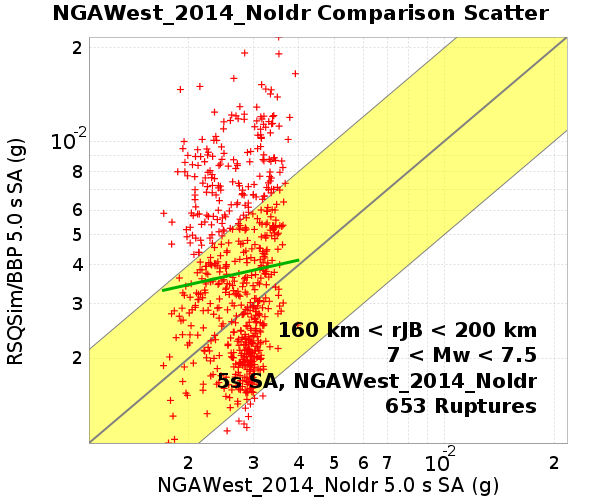 NGAWest_2014_NoIdr Comparison Scatter
RSQSim/BBP 5.0 s SA (g)
2
10-2
8
6
5
4
3
2
160 km < rJB < 200 km
7 < Mw < 7.5
5s SA, NGAWest_2014_NoIdr
653 Ruptures
2 3 4 5 6 7 10-2 2
NGAWest_2014_NoIdr 5.0 s SA (g)